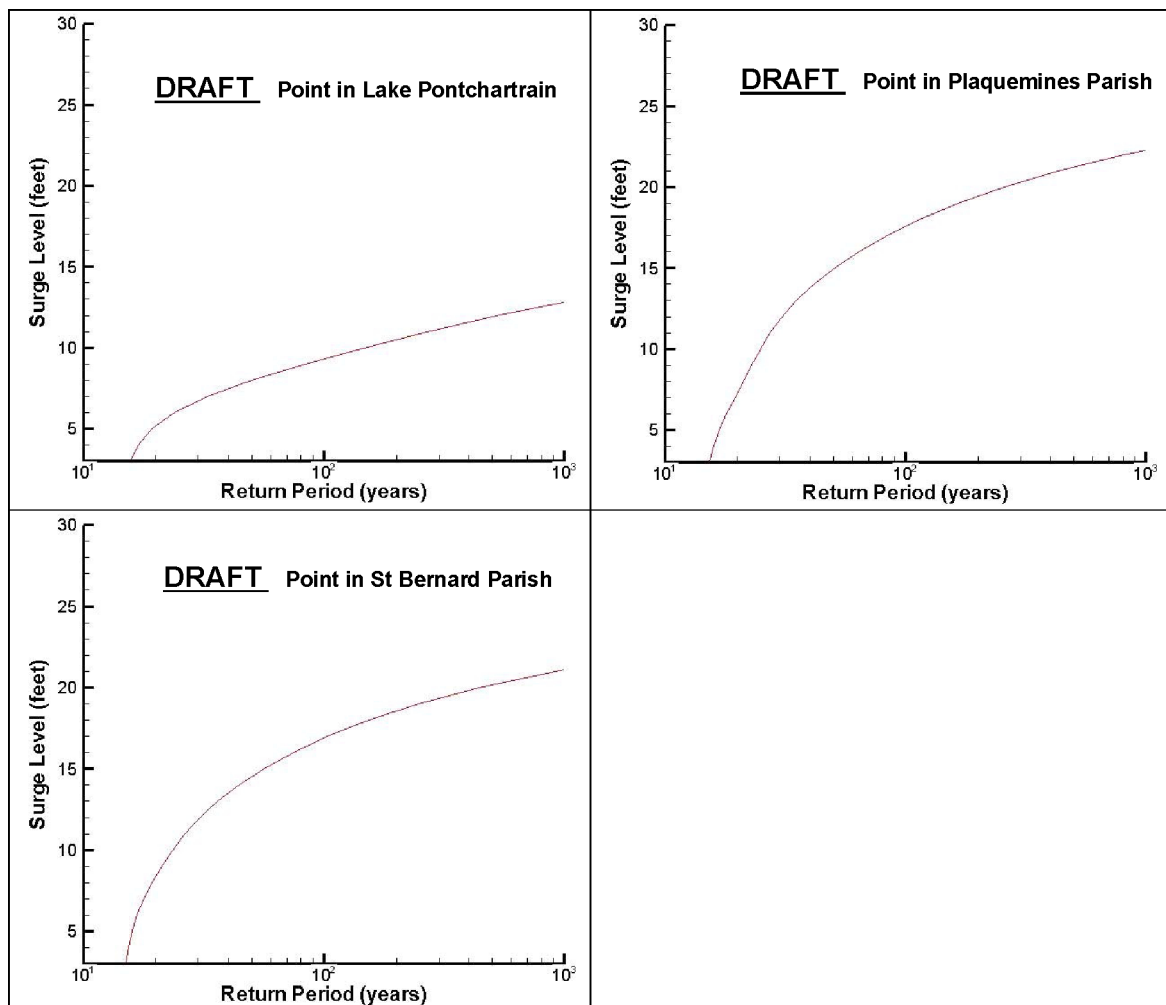 30
DRAFT Point in Lake Pontchartrain
25
20
15
10
5
Surge Level (feet)
10¹ 10² 10³
Return Period (years)
30
DRAFT Point in Plaquemines Parish
25
20
15
10
5
Surge Level (feet)
10¹ 10² 10³
Return Period (years)
30
DRAFT Point in St Bernard Parish
25
20
15
10
5
Surge Level (feet)
10¹ 10² 10³
Return Period (years)